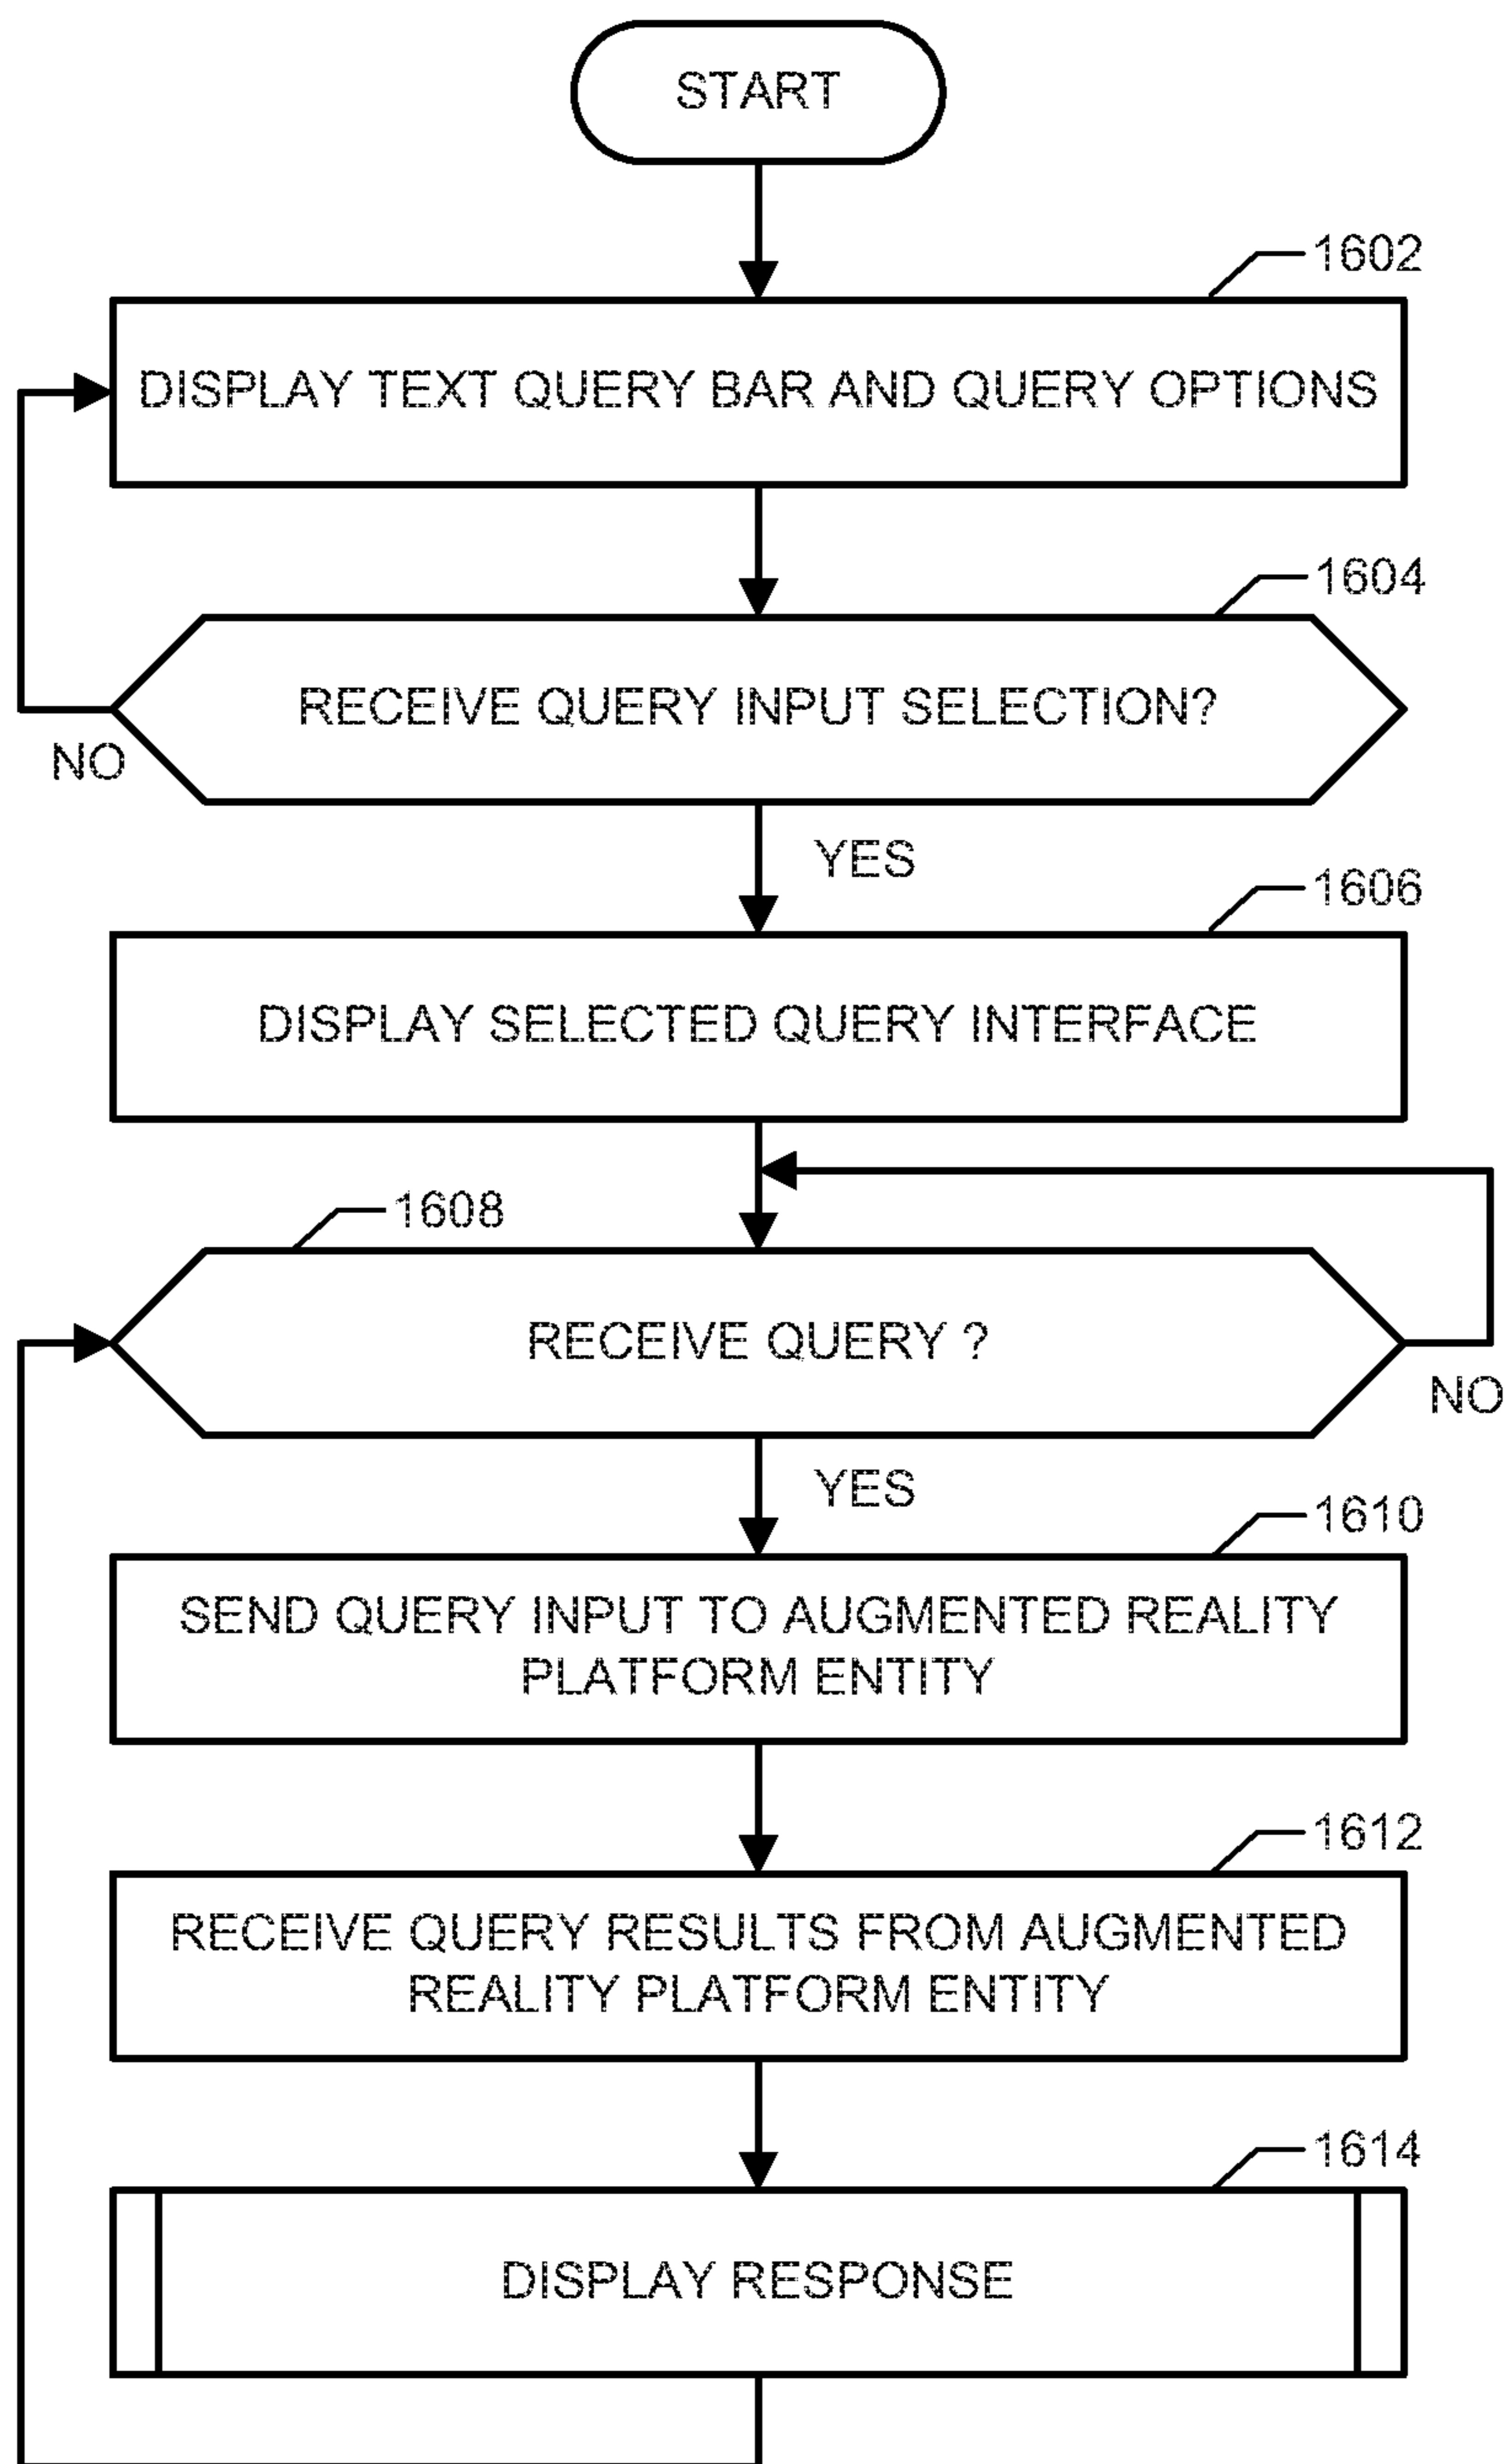 START
1602
DISPLAY TEXT QUERY BAR AND QUERY OPTIONS
1604
RECEIVE QUERY INPUT SELECTION?
NO
YES
1606
DISPLAY SELECTED QUERY INTERFACE
1608
RECEIVE QUERY ?
NO
YES
1610
SEND QUERY INPUT TO AUGMENTED REALITY
PLATFORM ENTITY
1612
RECEIVE QUERY RESULTS FROM AUGMENTED
REALITY PLATFORM ENTITY
1614
DISPLAY RESPONSE